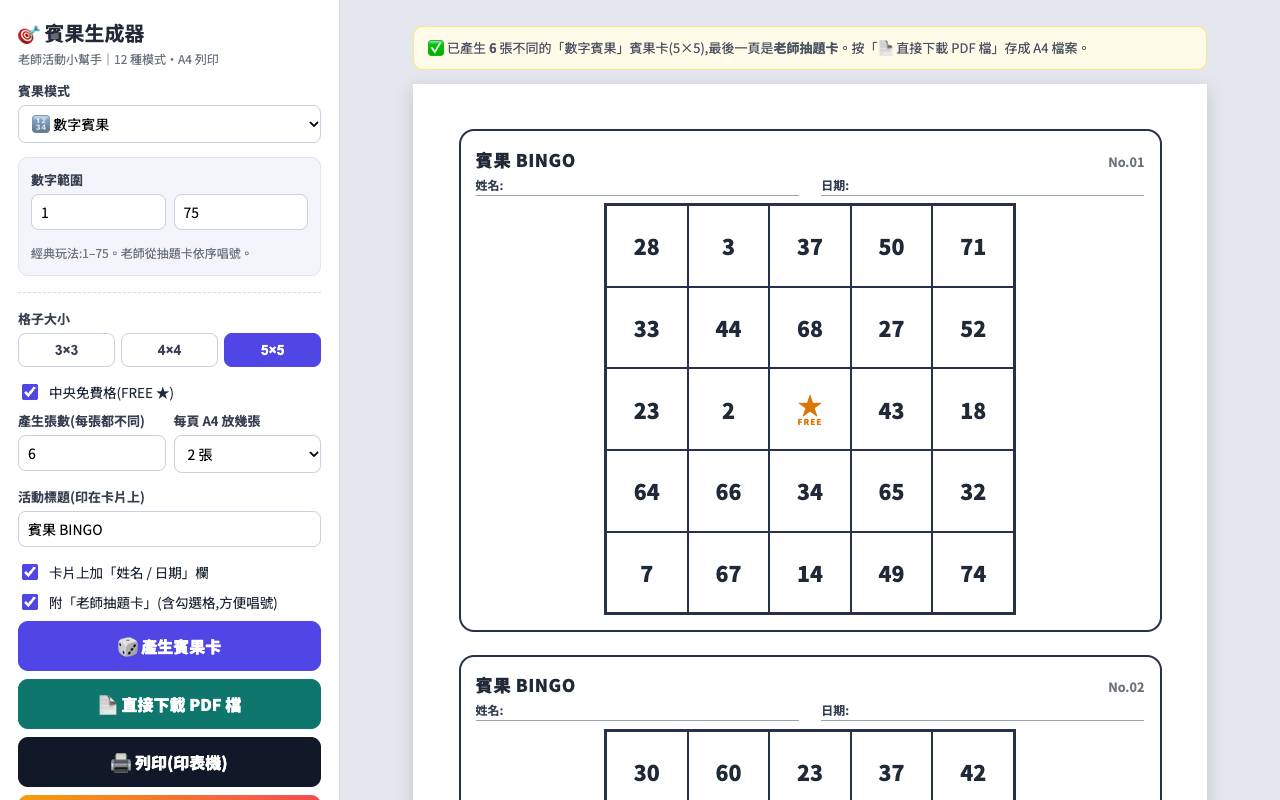 🎯 賓果生成器
老師活動小幫手｜12 種模式・A4 列印
賓果模式
🔢 數字賓果
數字範圍
1 75
經典玩法:1–75。老師從抽題卡依序唱號。
格子大小
3×3 4×4 5×5
中央免費格(FREE ★)
產生張數(每張都不同) 每頁 A4 放幾張
6 2 張
活動標題(印在卡片上)
賓果 BINGO
卡片上加「姓名 / 日期」欄
附「老師抽題卡」(含勾選格,方便唱號)
🎲 產生賓果卡
📄 直接下載 PDF 檔
🖨️ 列印(印表機)
✅ 已產生 6 張不同的「數字賓果」賓果卡(5×5),最後一頁是老師抽題卡。按「📄 直接下載 PDF 檔」存成 A4 檔案。
賓果 BINGO No.01
姓名: 日期:
28 3 37 50 71
33 44 68 27 52
23 2 ★ 43 18
FREE
64 66 34 65 32
7 67 14 49 74
賓果 BINGO No.02
姓名: 日期:
30 60 23 37 42